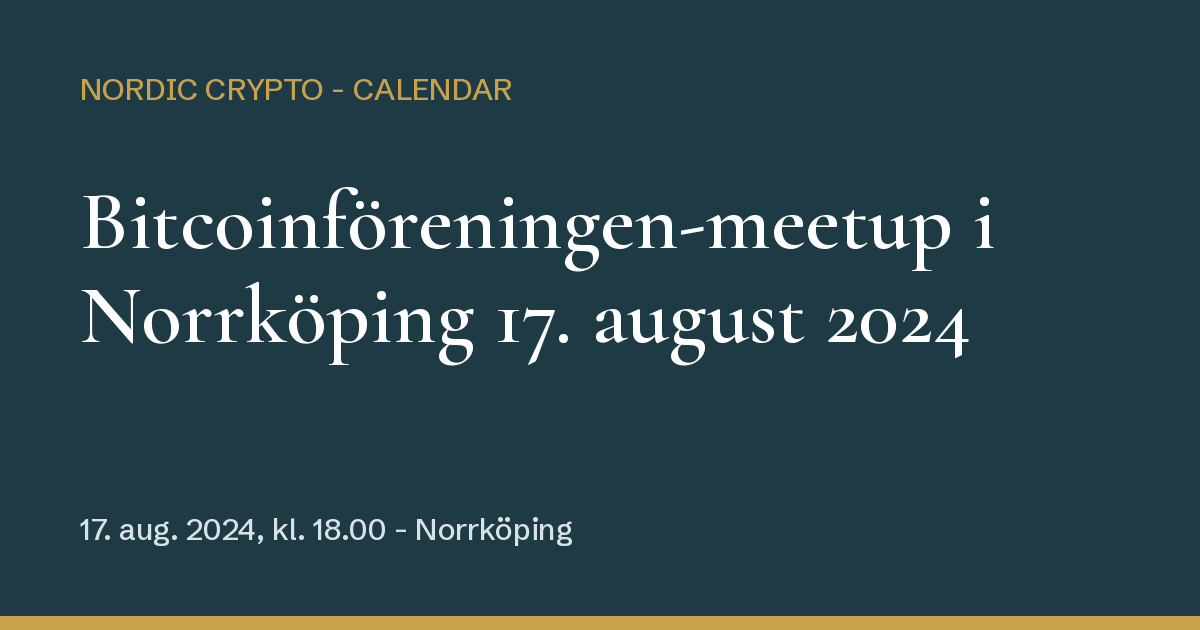 NORDIC CRYPTO - CALENDAR
Bitcoinföreningen-meetup i
Norrköping 17. august 2024
17. aug. 2024, kl. 18.00 - Norrköping